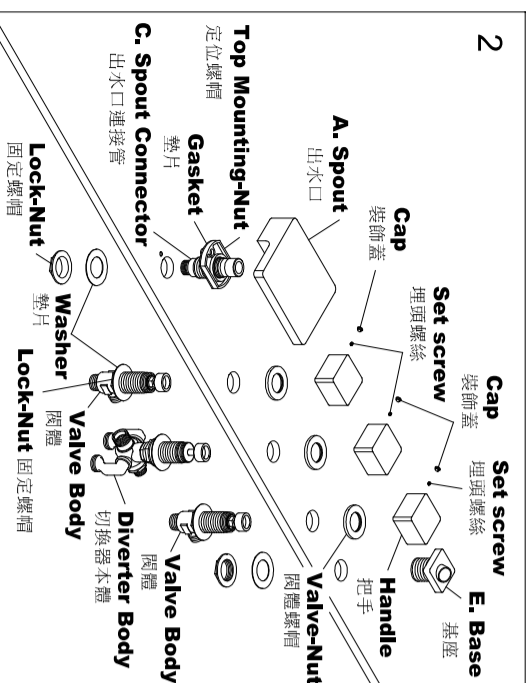 2
Top Mounting-Nut
定位螺帽
Gasket
墊片
C. Spout Connector
出水口連接管
Lock-Nut
固定螺帽
A. Spout
出水口
Cap
裝飾蓋
Set screw
埋頭螺絲
Cap
裝飾蓋
Set screw
埋頭螺絲
E. Base
基座
Handle
把手
Valve-Nut
閥體螺帽
Washer
墊片
Lock-Nut 固定螺帽
Valve Body
閥體
Diverter Body
切換器本體
Valve Body
閥體